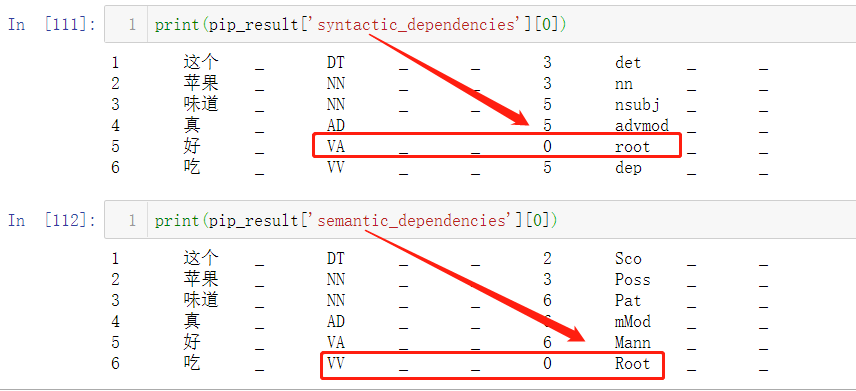 In [111]: 1 print(pip_result['syntactic_dependencies'][0])
1 这个 _ DT _ _ 3 det _ _
2 苹果 _ NN _ _ 3 nn _ _
3 味道 _ NN _ _ 5 nsubj _ _
4 真 _ AD _ _ 5 advmod _ _
5 好 _ VA _ _ 0 root _ _
6 吃 _ VV _ _ 5 dep _ _
In [112]: 1 print(pip_result['semantic_dependencies'][0])
1 这个 _ DT _ _ 2 Sco _ _
2 苹果 _ NN _ _ 3 Poss _ _
3 味道 _ NN _ _ 6 Pat _ _
4 真 _ AD _ _ 6 mMod _ _
5 好 _ VA _ _ 6 Mann _ _
6 吃 _ VV _ _ 0 Root _ _